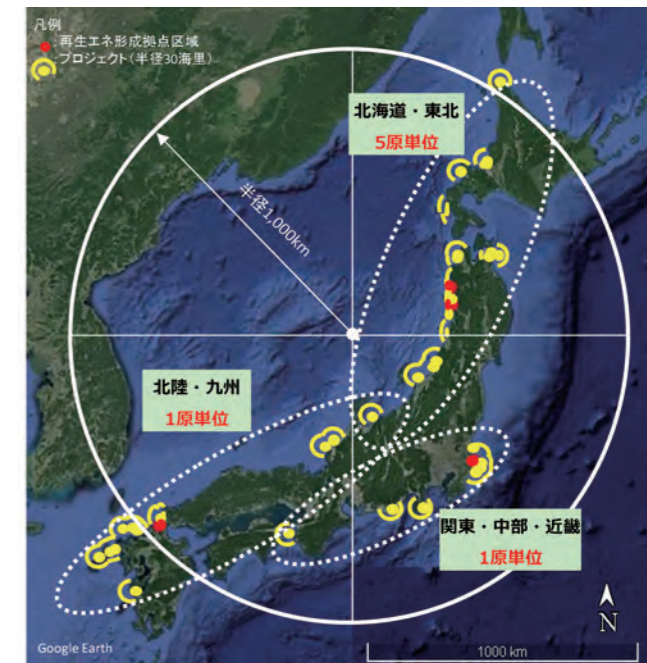 凡例
再生エネ形成拠点区域
プロジェクト(半径30海里)
北海道・東北
5原単位
半径1,000km
北陸・九州
1原単位
関東・中部・近畿
1原単位
N
Google Earth
1000 km